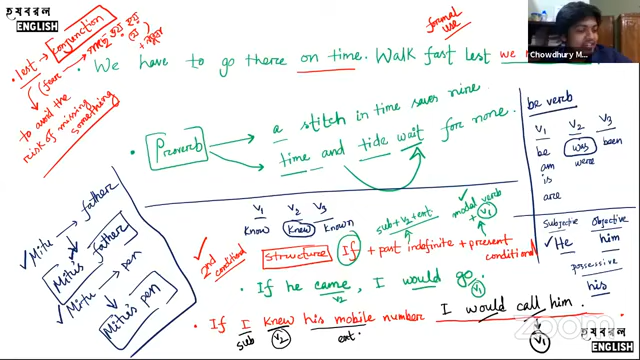 হ য ব র ল
ENGLISH
formal use
• lest → Conjunction
(fear
to avoid the
risk of missing
something
• We have to go there on time. Walk fast lest we
Chowdhury M...
• Proverb → a stitch in time saves nine.
→ time and tide wait for none.
be verb
V1 V2 V3
be was been
am were
is
are
Subjective Objective
✓ He him
possessive
his
Mitu → father
Mitu's father
✓ Mitu → pen
Mitu's pen
V1 V2 V3
know knew known
sub + v2 + ext
modal verb + V1
2nd conditional
Structure If + past indefinite + present conditional
• If he came, I would go.
V2 V1
• If I knew his mobile number I would call him.
sub V2 ext. V1
zoom
হ য ব র ল
ENGLISH
হ য ব র ল
ENGLISH